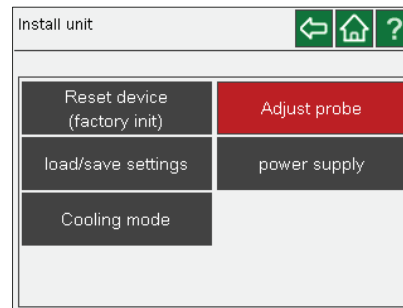 Install unit
?
Reset device
(factory init)
Adjust probe
load/save settings
power supply
Cooling mode